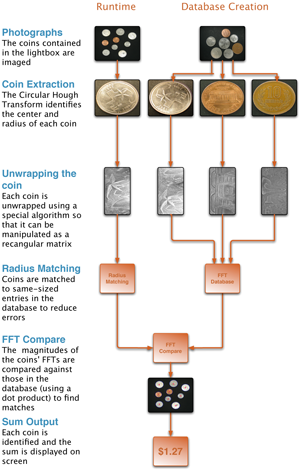 Runtime
Database Creation
Photographs
The coins contained
in the lightbox are
imaged
Coin Extraction
The Circular Hough
Transform identifies
the center and
radius of each coin
Unwrapping the
coin
Each coin is
unwrapped using a
special algorithm so
that it can be
manipulated as a
recangular matrix
Radius Matching
Coins are matched
to same-sized
entries in the
database to reduce
errors
Radius
Matching
FFT
Database
FFT Compare
The magnitudes of
the coins' FFTs are
compared against
those in the
database (using a
dot product) to find
matches
FFT
Compare
Sum Output
Each coin is
identified and the
sum is displayed on
screen
$1.27